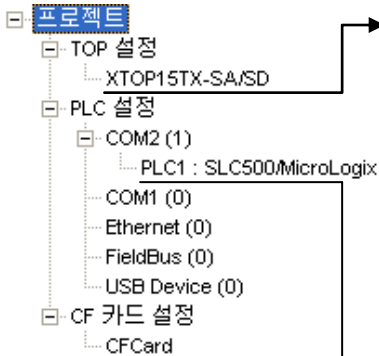 프로젝트
TOP 설정
XTOP15TX-SA/SD
PLC 설정
COM2 (1)
PLC1 : SLC500/MicroLogix
COM1 (0)
Ethernet (0)
FieldBus (0)
USB Device (0)
CF 카드 설정
CFCard